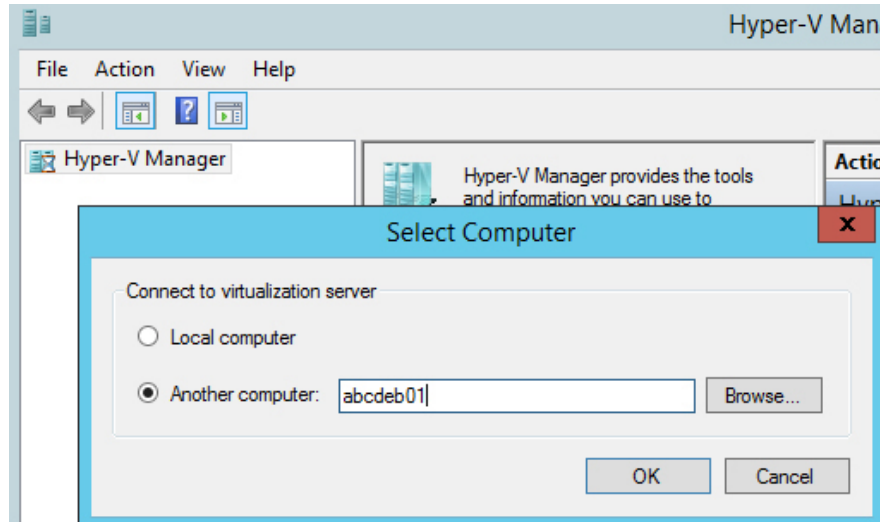 Hyper-V Man
File Action View Help
Hyper-V Manager
Hyper-V Manager provides the tools
and information you can use to
Actio
Select Computer
x
Connect to virtualization server
Local computer
Another computer: abcdeb01 Browse...
OK Cancel